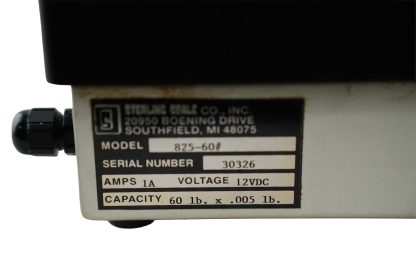 STERLING SCALE CO., INC.
20950 BOENING DRIVE
SOUTHFIELD, MI 48075
MODEL 825-60#
SERIAL NUMBER 30326
AMPS 1A VOLTAGE 12VDC
CAPACITY 60 lb. x .005 lb.